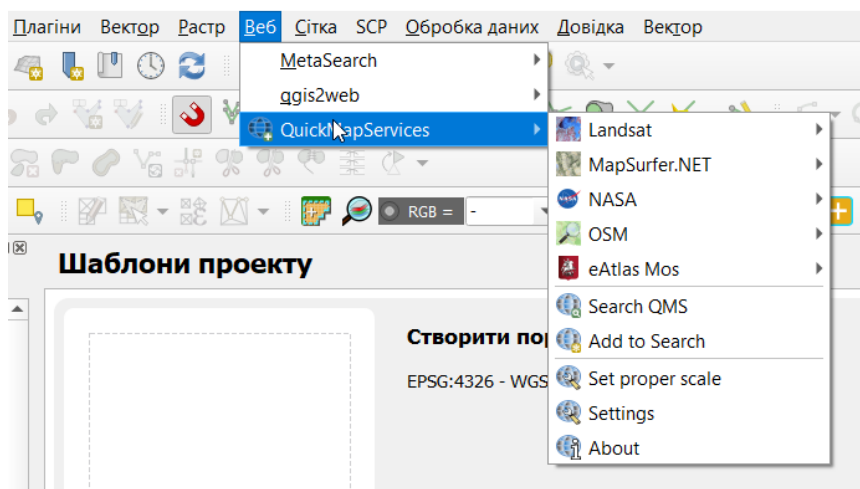 Плагіни Вектор Растр Веб Сітка SCP Обробка даних Довідка Вектор
MetaSearch
qgis2web
QuickMapServices
Landsat
MapSurfer.NET
NASA
OSM
eAtlas Mos
Search QMS
Add to Search
Set proper scale
Settings
About
RGB = -
Шаблони проекту
Створити
EPSG:4326 - WGS